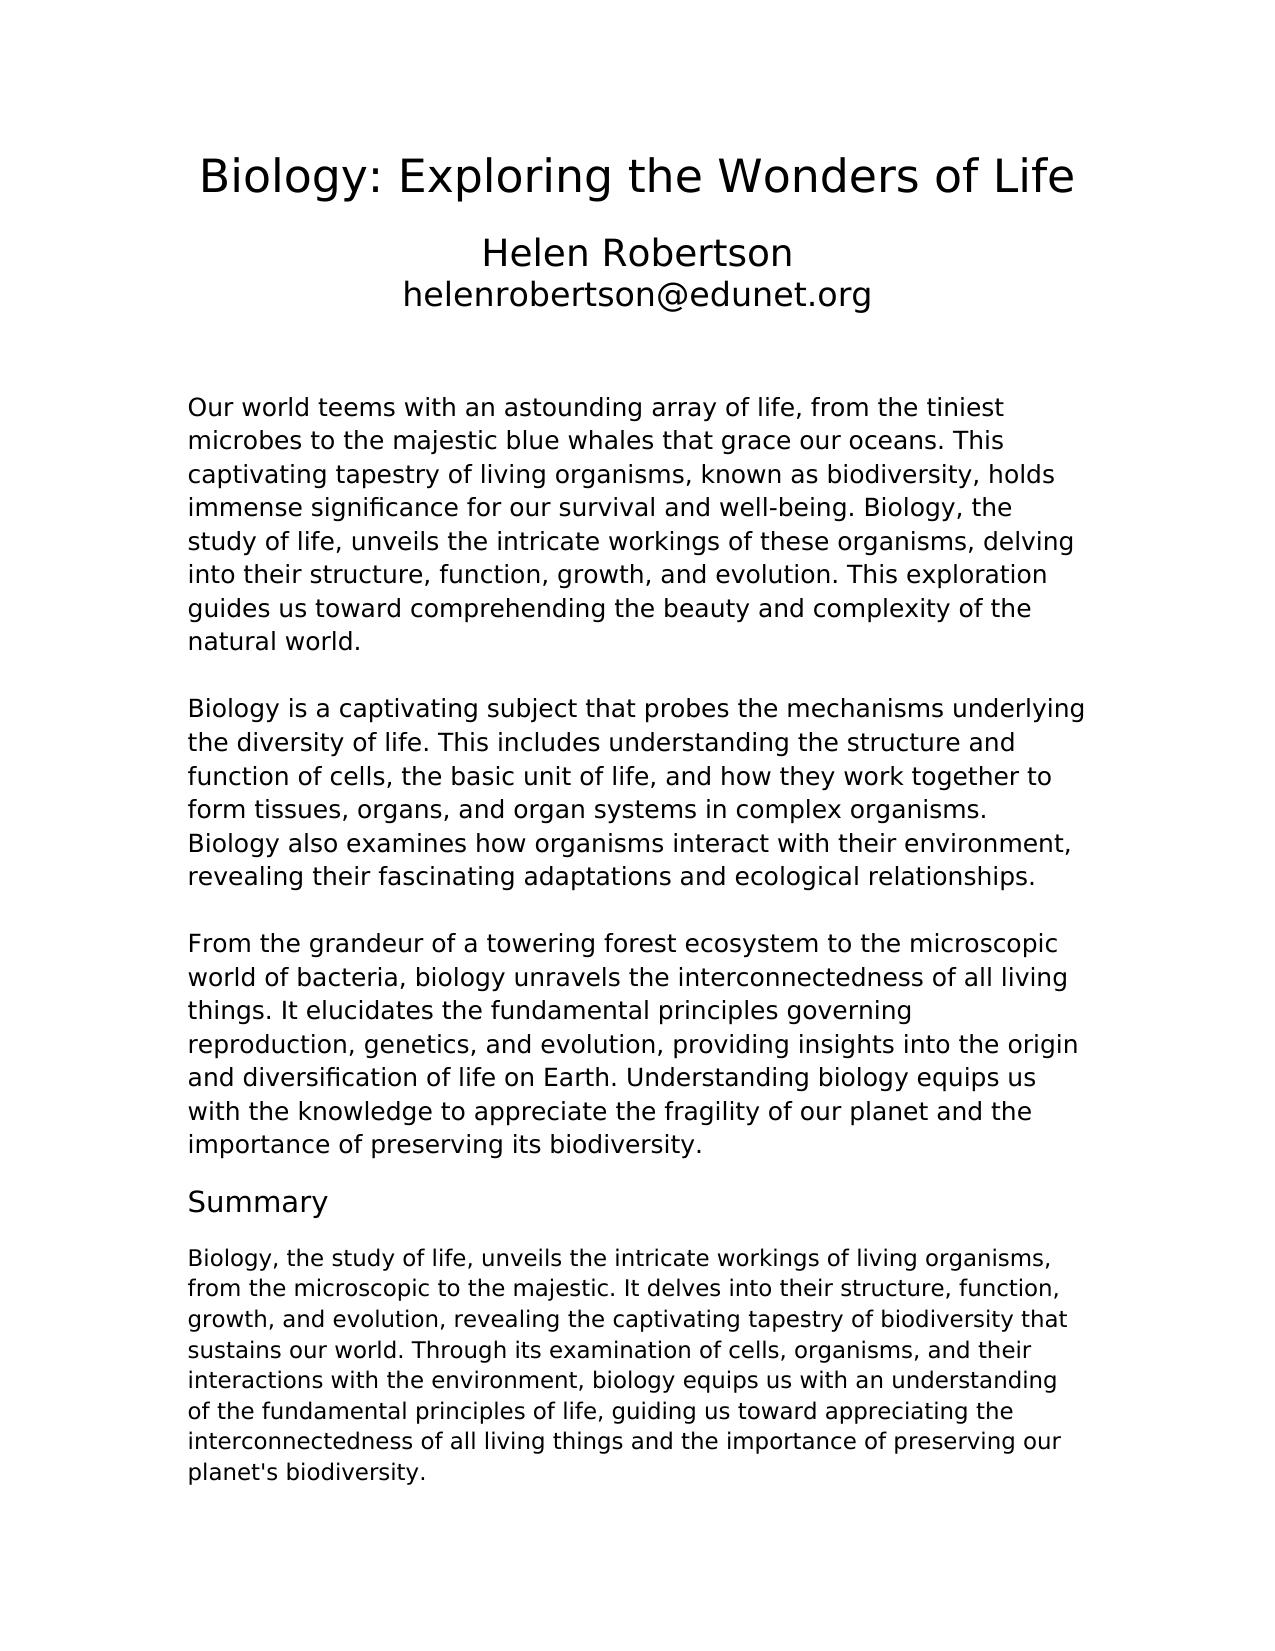 Biology: Exploring the Wonders of Life
Helen Robertson
helenrobertson@edunet.org
Our world teems with an astounding array of life, from the tiniest
microbes to the majestic blue whales that grace our oceans. This
captivating tapestry of living organisms, known as biodiversity, holds
immense significance for our survival and well-being. Biology, the
study of life, unveils the intricate workings of these organisms, delving
into their structure, function, growth, and evolution. This exploration
guides us toward comprehending the beauty and complexity of the
natural world.
Biology is a captivating subject that probes the mechanisms underlying
the diversity of life. This includes understanding the structure and
function of cells, the basic unit of life, and how they work together to
form tissues, organs, and organ systems in complex organisms.
Biology also examines how organisms interact with their environment,
revealing their fascinating adaptations and ecological relationships.
From the grandeur of a towering forest ecosystem to the microscopic
world of bacteria, biology unravels the interconnectedness of all living
things. It elucidates the fundamental principles governing
reproduction, genetics, and evolution, providing insights into the origin
and diversification of life on Earth. Understanding biology equips us
with the knowledge to appreciate the fragility of our planet and the
importance of preserving its biodiversity.
Summary
Biology, the study of life, unveils the intricate workings of living organisms,
from the microscopic to the majestic. It delves into their structure, function,
growth, and evolution, revealing the captivating tapestry of biodiversity that
sustains our world. Through its examination of cells, organisms, and their
interactions with the environment, biology equips us with an understanding
of the fundamental principles of life, guiding us toward appreciating the
interconnectedness of all living things and the importance of preserving our
planet's biodiversity.